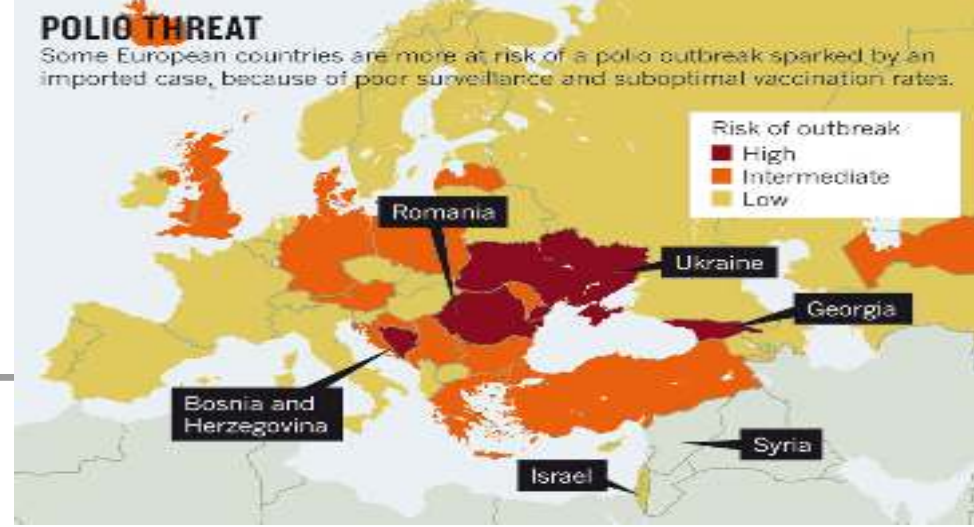 POLIO THREAT
Some European countries are more at risk of a polio outbreak sparked by an
imported case, because of poor surveillance and suboptimal vaccination rates.
Risk of outbreak
High
Intermediate
Low
Romania
Ukraine
Georgia
Bosnia and
Herzegovina
Syria
Israel